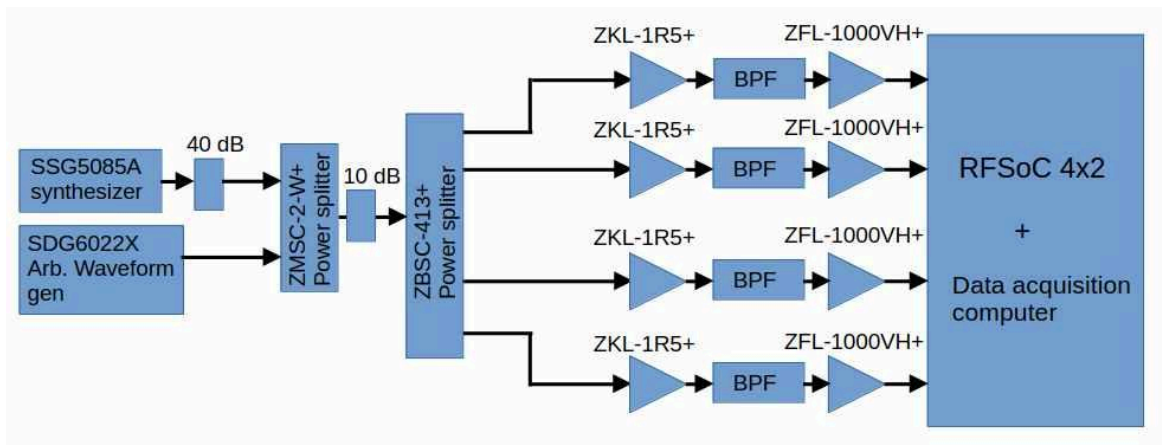 ZKL-1R5+
ZFL-1000VH+
BPF
ZKL-1R5+
ZFL-1000VH+
BPF
40 dB
SSG5085A
synthesizer
SDG6022X
Arb. Waveform
gen
ZMSC-2-W+
Power splitter
10 dB
ZBSC-413+
Power splitter
ZKL-1R5+
ZFL-1000VH+
BPF
ZKL-1R5+
ZFL-1000VH+
BPF
RFSoC 4x2
+
Data acquisition
computer